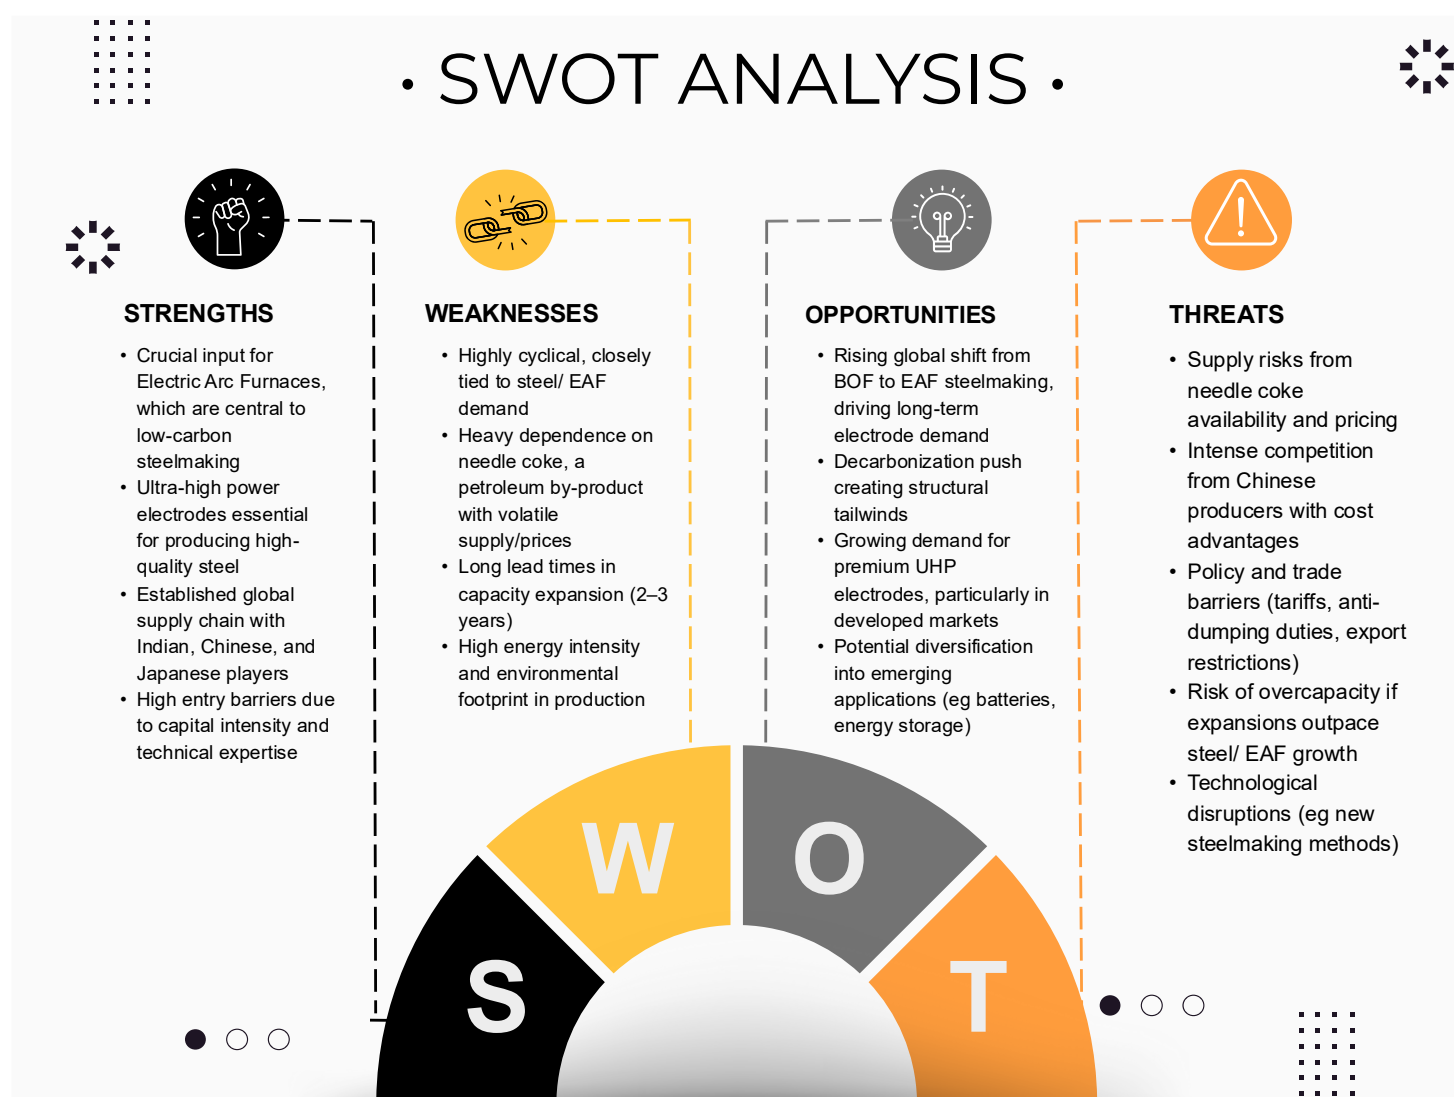 • SWOT ANALYSIS •
STRENGTHS
• Crucial input for
Electric Arc Furnaces,
which are central to
low-carbon
steelmaking
• Ultra-high power
electrodes essential
for producing high-
quality steel
• Established global
supply chain with
Indian, Chinese, and
Japanese players
• High entry barriers due
to capital intensity and
technical expertise
WEAKNESSES
• Highly cyclical, closely
tied to steel/ EAF
demand
• Heavy dependence on
needle coke, a
petroleum by-product
with volatile
supply/prices
• Long lead times in
capacity expansion (2–3
years)
• High energy intensity
and environmental
footprint in production
OPPORTUNITIES
• Rising global shift from
BOF to EAF steelmaking,
driving long-term
electrode demand
• Decarbonization push
creating structural
tailwinds
• Growing demand for
premium UHP
electrodes, particularly in
developed markets
• Potential diversification
into emerging
applications (eg batteries,
energy storage)
THREATS
• Supply risks from
needle coke
availability and pricing
• Intense competition
from Chinese
producers with cost
advantages
• Policy and trade
barriers (tariffs, anti-
dumping duties, export
restrictions)
• Risk of overcapacity if
expansions outpace
steel/ EAF growth
• Technological
disruptions (eg new
steelmaking methods)
S
W
O
T